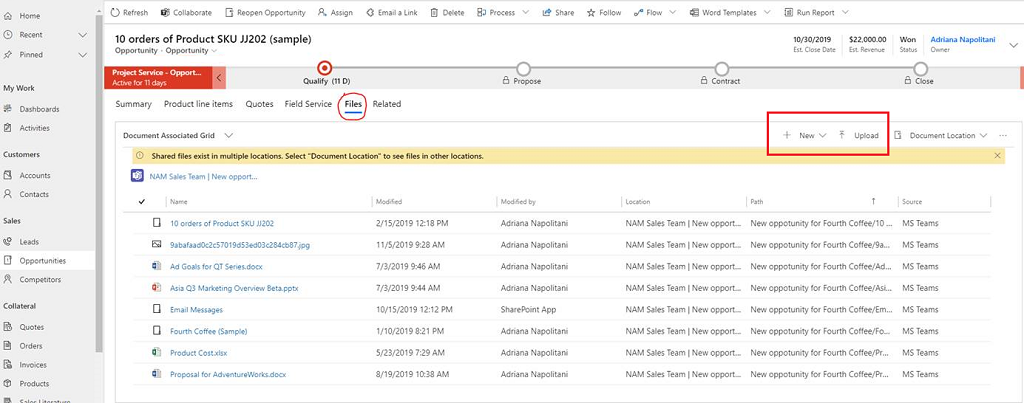 Home
Recent
Pinned
My Work
Dashboards
Activities
Customers
Accounts
Contacts
Sales
Leads
Opportunities
Competitors
Collateral
Quotes
Orders
Invoices
Products
Sales Literature
Refresh Collaborate Reopen Opportunity Assign Email a Link Delete Process Share Follow Flow Word Templates Run Report
10 orders of Product SKU JJ202 (sample)
Opportunity · Opportunity
10/30/2019 $22,000.00 Won Adriana Napolitani
Est. Close Date Est. Revenue Status Owner
Project Service - Opport...
Active for 11 days
Qualify (11 D) Propose Contract Close
Summary Product line items Quotes Field Service Files Related
Document Associated Grid New Upload Document Location
Shared files exist in multiple locations. Select "Document Location" to see files in other locations.
NAM Sales Team | New opport...
Name Modified Modified by Location Path Source
10 orders of Product SKU JJ202 2/15/2019 12:18 PM Adriana Napolitani NAM Sales Team | New opport... New opportunity for Fourth Coffee/10 ... MS Teams
9abafaad0c2c57019d53ed03c284cb87.jpg 11/5/2019 9:28 AM Adriana Napolitani NAM Sales Team | New opport... New opportunity for Fourth Coffee/9a... MS Teams
Ad Goals for QT Series.docx 7/3/2019 9:46 AM Adriana Napolitani NAM Sales Team | New opport... New opportunity for Fourth Coffee/Ad... MS Teams
Asia Q3 Marketing Overview Beta.pptx 7/3/2019 9:44 AM Adriana Napolitani NAM Sales Team | New opport... New opportunity for Fourth Coffee/Asi... MS Teams
Email Messages 10/15/2019 12:12 PM SharePoint App NAM Sales Team | New opport... New opportunity for Fourth Coffee/Em... MS Teams
Fourth Coffee (Sample) 1/10/2019 8:21 PM Adriana Napolitani NAM Sales Team | New opport... New opportunity for Fourth Coffee/Fo... MS Teams
Product Cost.xlsx 5/23/2019 7:29 AM Adriana Napolitani NAM Sales Team | New opport... New opportunity for Fourth Coffee/Pr... MS Teams
Proposal for AdventureWorks.docx 8/19/2019 10:38 AM Adriana Napolitani NAM Sales Team | New opport... New opportunity for Fourth Coffee/Pr... MS Teams